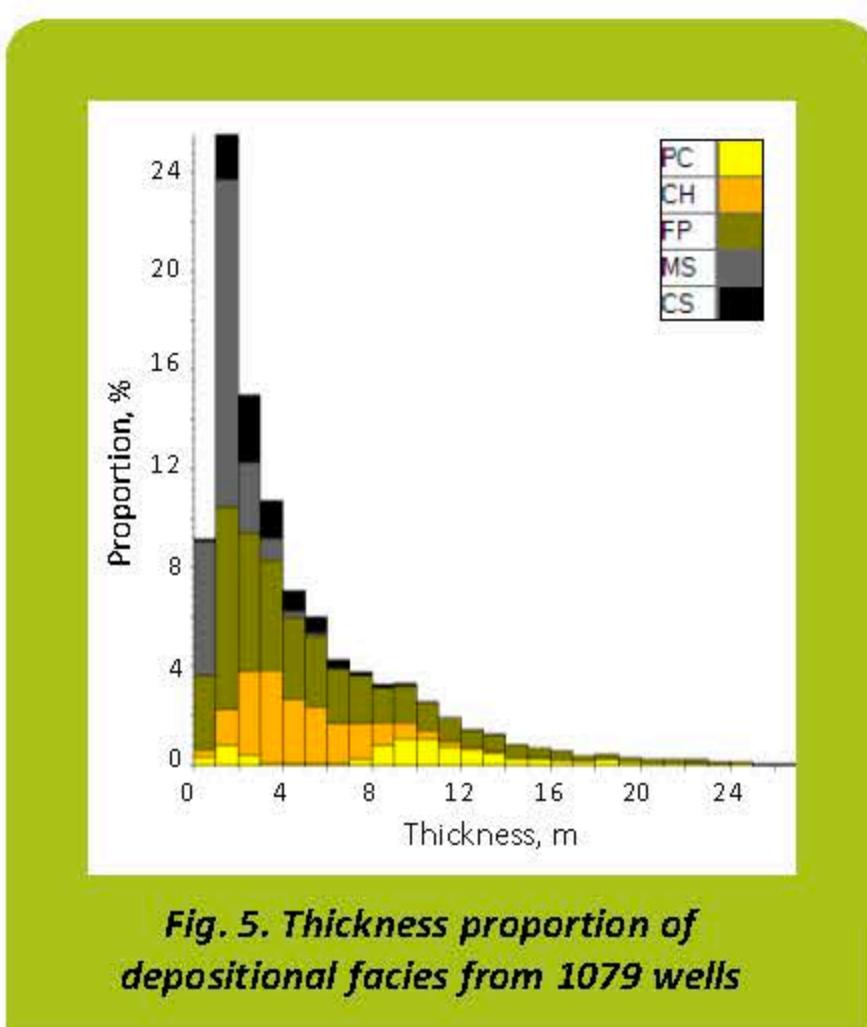 24
20
16
12
8
4
0
Proportion, %
PC
CH
FP
MS
CS
0 4 8 12 16 20 24
Thickness, m
Fig. 5. Thickness proportion of
depositional facies from 1079 wells